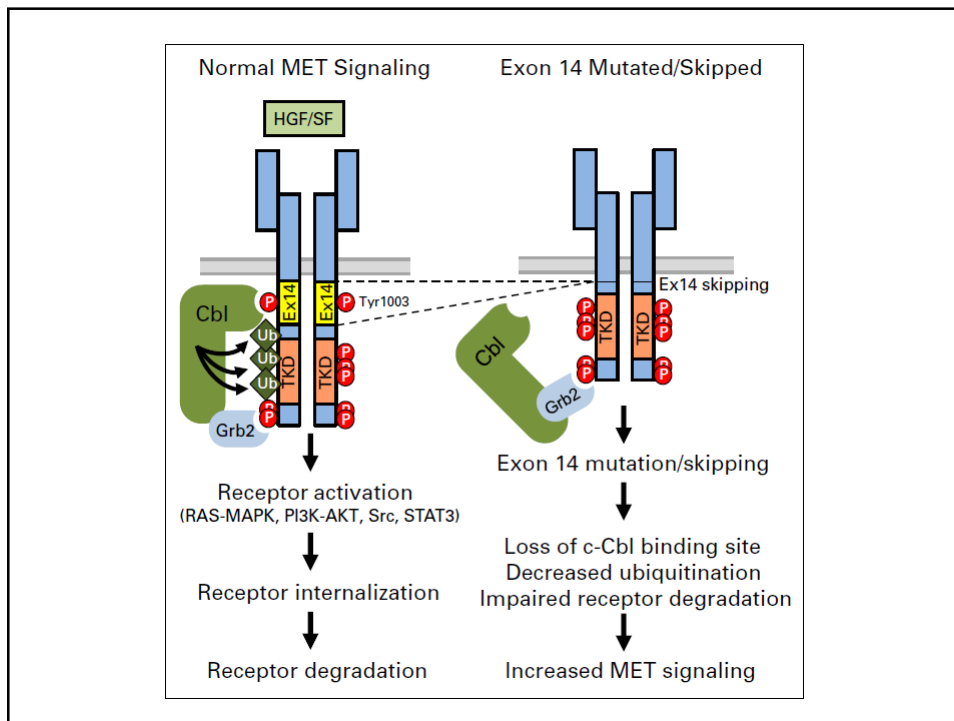 Normal MET Signaling
HGF/SF
Cbl
P
Ex14
Ex14
P
Tyr1003
Ub
Ub
Ub
TKD
TKD
P
P
P
P
P
P
Grb2
Receptor activation
(RAS-MAPK, PI3K-AKT, Src, STAT3)
Receptor internalization
Receptor degradation
Exon 14 Mutated/Skipped
Ex14 skipping
P
P
P
TKD
TKD
P
P
P
Cbl
Grb2
P
P
P
P
Exon 14 mutation/skipping
Loss of c-Cbl binding site
Decreased ubiquitination
Impaired receptor degradation
Increased MET signaling